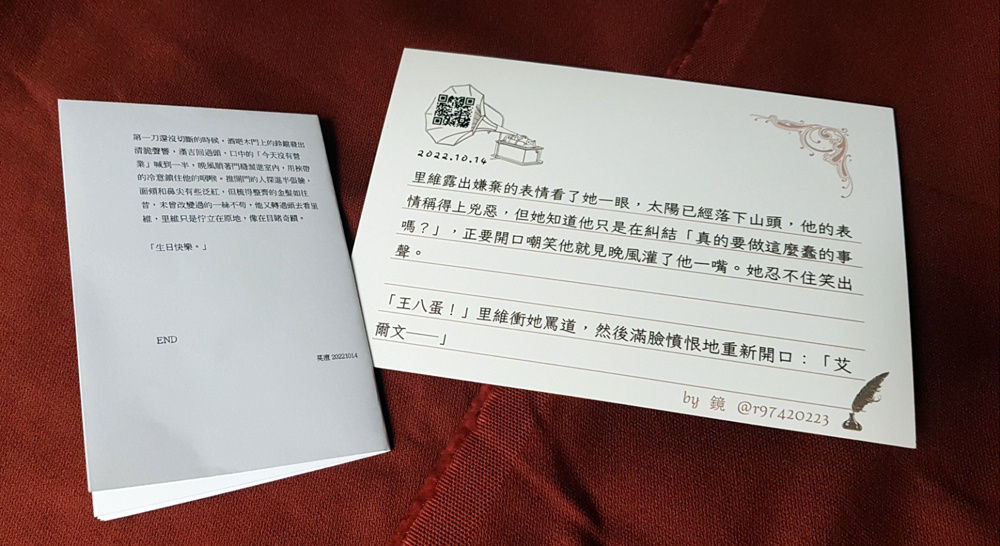 第一刀還沒切斷的時候，酒吧木門上的鈴鐺發出
清脆聲響，漢吉回過頭，口中的「今天沒有營
業」喊到一半，晚風順著門縫溜進室內，用秋帶
的冷意鎖住他的咽喉。推開門的人探進半個臉，
面頰和鼻尖有些泛紅，但梳得整齊的金髮如往
昔，未曾改變過的一絲不苟，他又轉過頭去看里
維，里維只是佇立在原地，像在目睹奇蹟。
「生日快樂。」
END
20221014
2022.10.14
里維露出嫌棄的表情看了她一眼，太陽已經落下山頭，他的表
情稱得上兇惡，但她知道他只是在糾結「真的要做這麼蠢的事
嗎？」，正要開口嘲笑他就見晚風灌了他一嘴。她忍不住笑出
聲。
「王八蛋！」里維衝她罵道，然後滿臉憤恨地重新開口：「艾
爾文——」
by 鏡 @r97420223